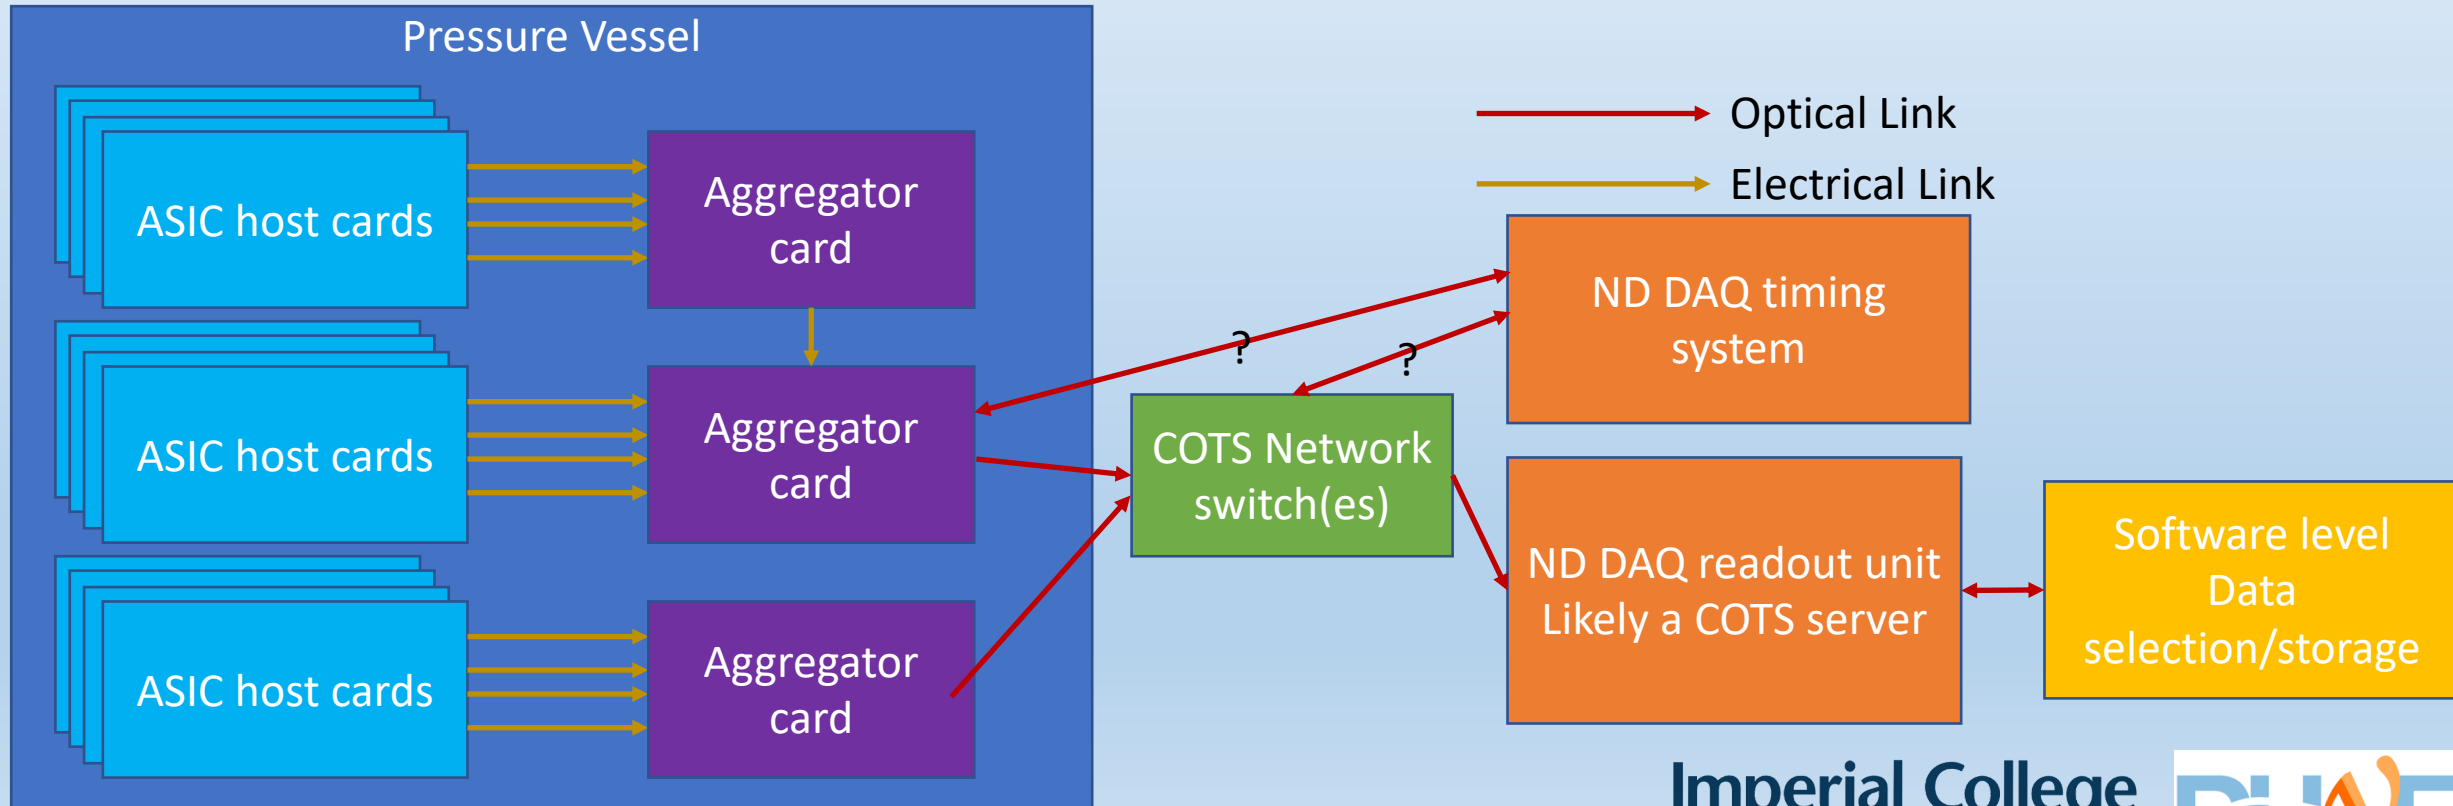 Pressure Vessel
ASIC host cards
Aggregator
card
ASIC host cards
Aggregator
card
ASIC host cards
Aggregator
card
Optical Link
Electrical Link
?
?
COTS Network
switch(es)
ND DAQ timing
system
ND DAQ readout unit
Likely a COTS server
Software level
Data
selection/storage
Imperial College